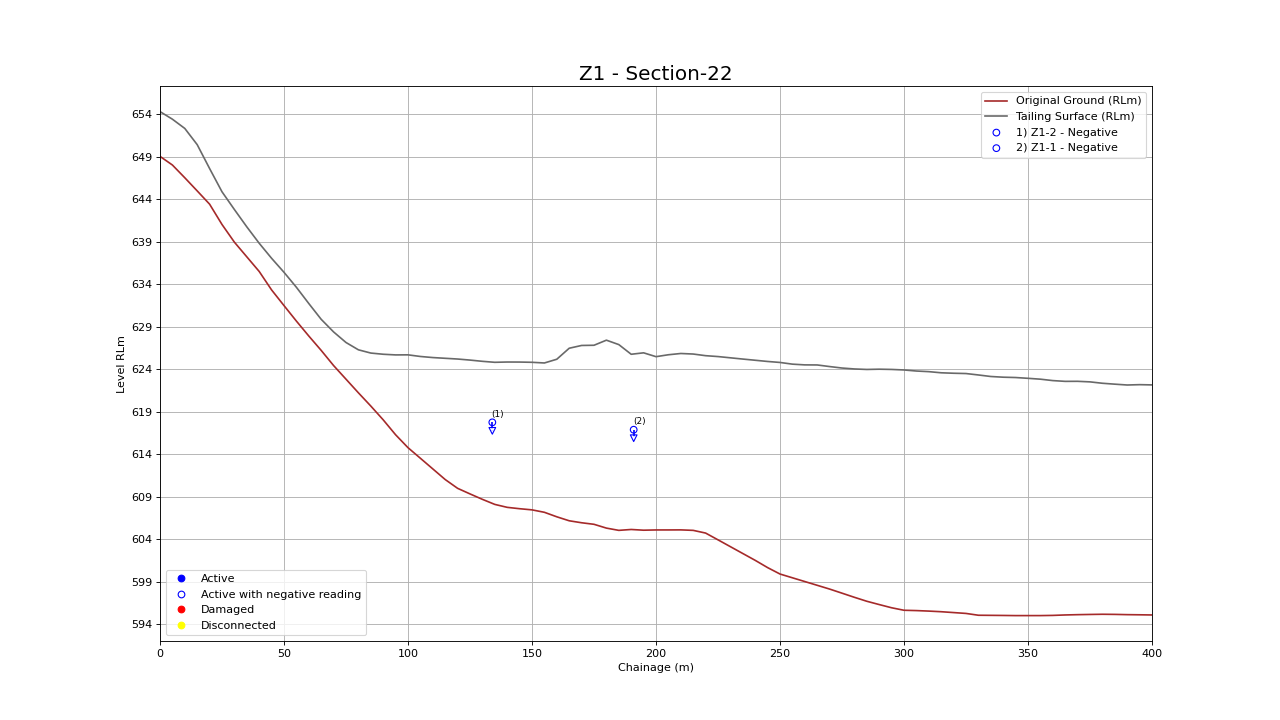 Z1 - Section-22
Original Ground (RLm)
Tailing Surface (RLm)
1) Z1-2 - Negative
2) Z1-1 - Negative
654
649
644
639
634
629
624
619
614
609
604
599
594
Level RLm
(1)
(2)
Active
Active with negative reading
Damaged
Disconnected
0 50 100 150 200 250 300 350 400
Chainage (m)